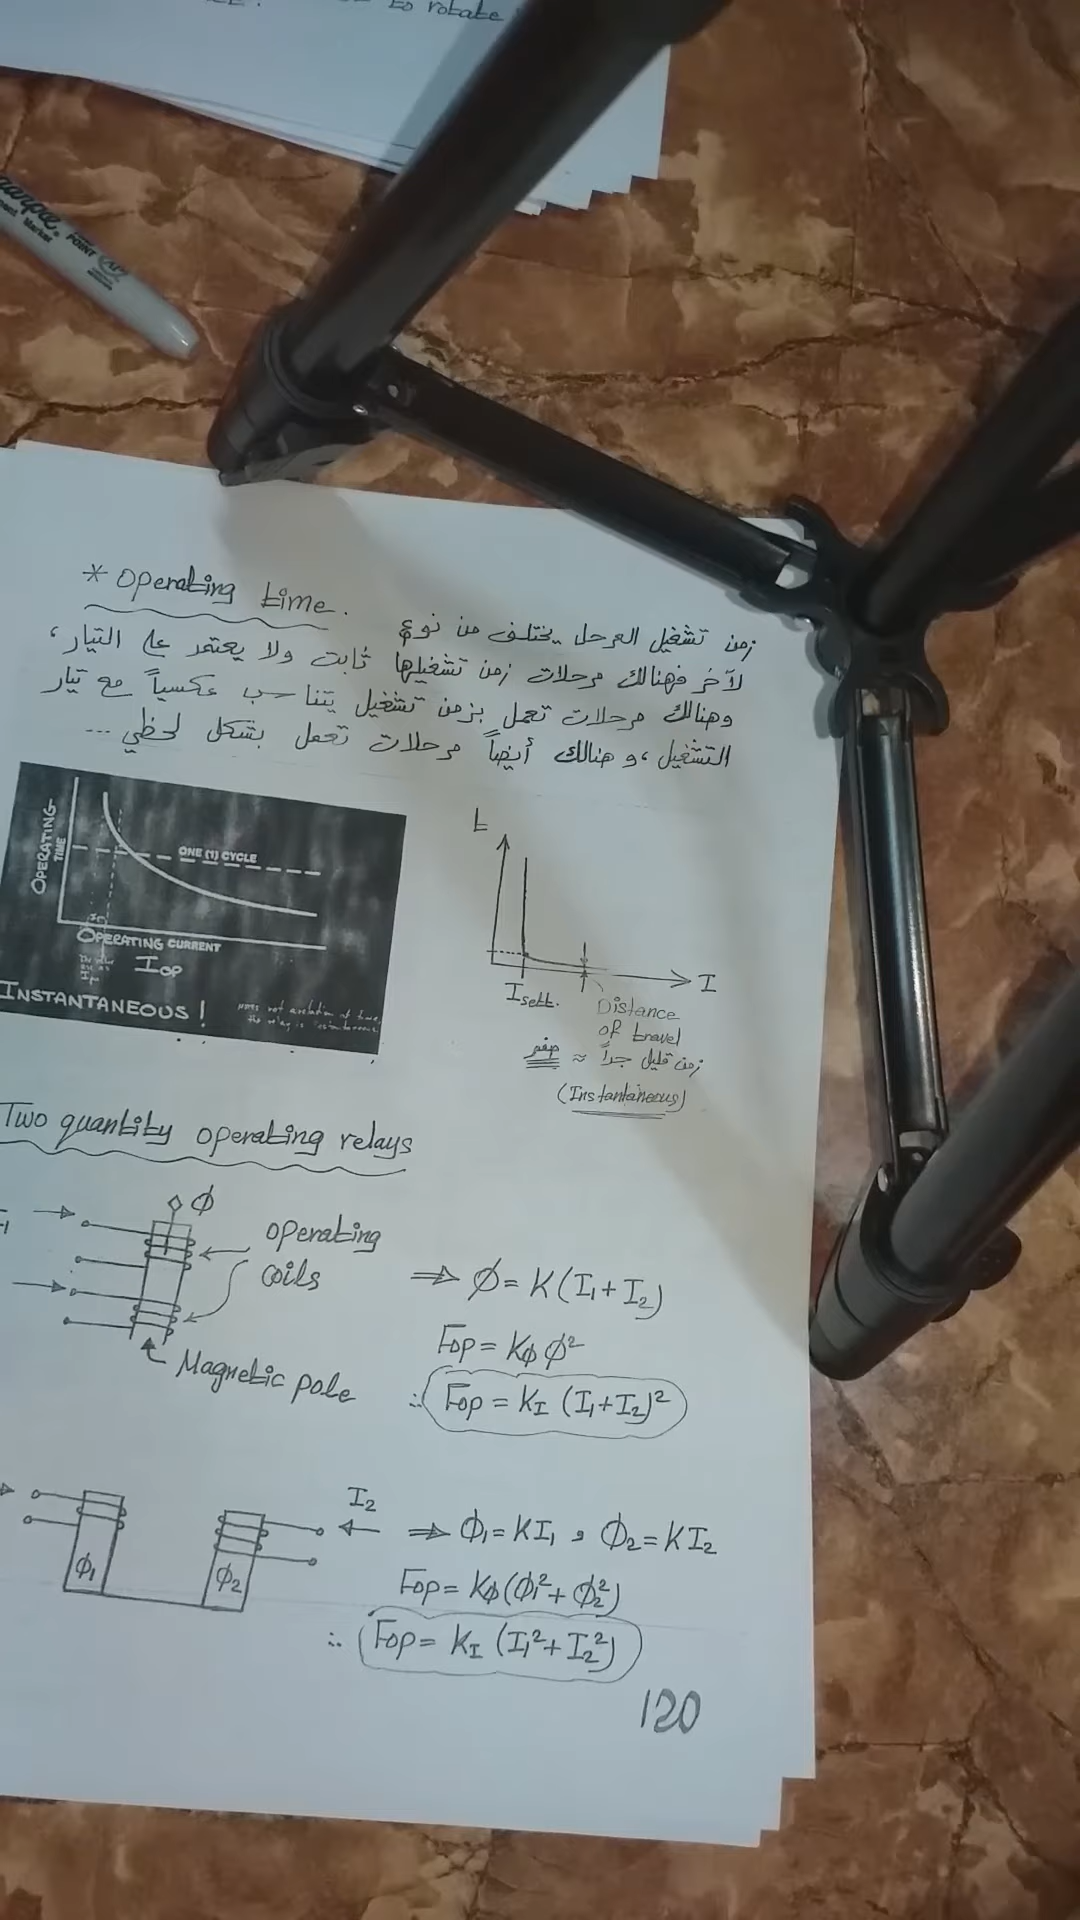 to rotate
Sharpie
POINT
* Operating time.
زمن تشغيل المرحل يختلف من نوع
لآخر فهنالك مرحلات زمن تشغيلها ثابت ولا يعتمد على التيار،
وهنالك مرحلات تعمل بزمن تشغيل يتناسب عكسياً مع تيار
التشغيل، وهنالك أيضاً مرحلات تعمل بشكل لحظي ...
OPERATING TIME
ONE (1) CYCLE
OPERATING CURRENT
Iop
INSTANTANEOUS!
t
I
Isett.
Distance
of travel
زمن قليل جداً ≈ صفر
(Instantaneous)
Two quantity operating relays
φ
operating
coils
Magnetic pole
⇒ φ = K(I₁+I₂)
Fop = Kφ φ²
∴ Fop = K_I (I₁+I₂)²
φ₁
φ₂
I₂
⇒ φ₁ = KI₁ , φ₂ = KI₂
Fop = Kφ(φ₁²+φ₂²)
∴ Fop = K_I (I₁²+I₂²)
120